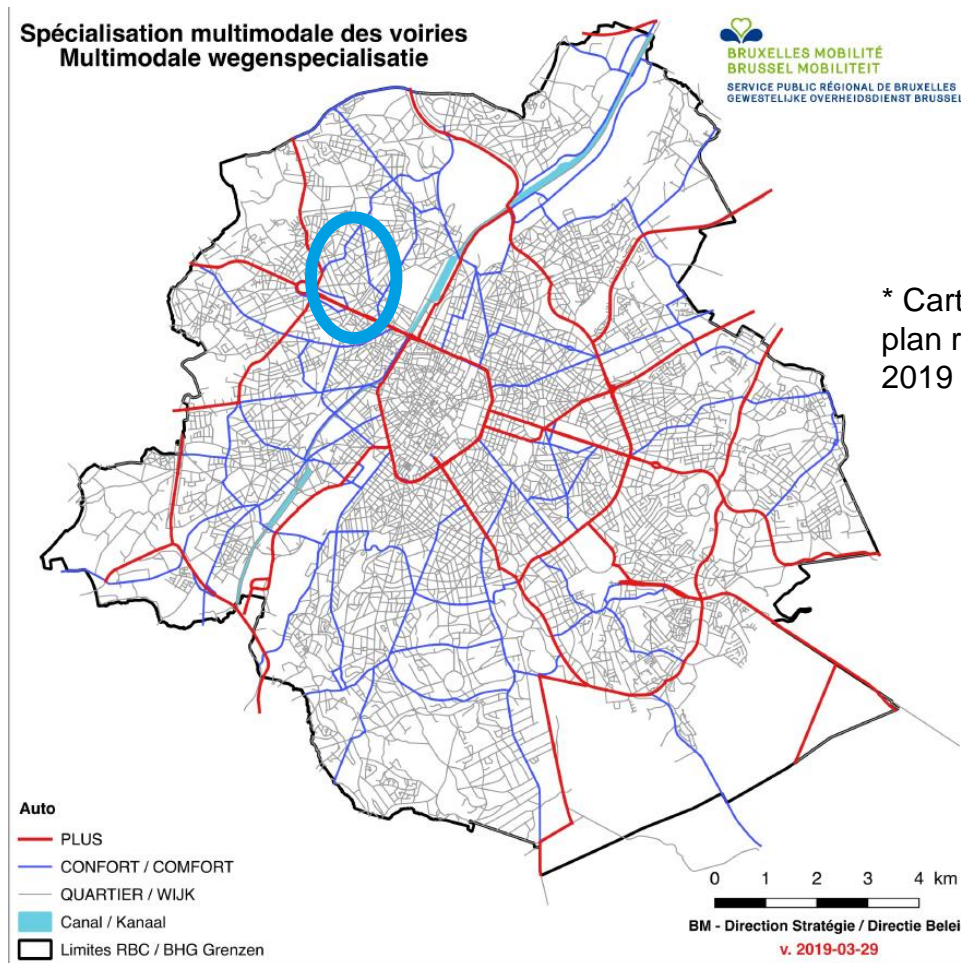 Spécialisation multimodale des voiries
Multimodale wegenspecialisatie
BRUXELLES MOBILITÉ
BRUSSEL MOBILITEIT
SERVICE PUBLIC RÉGIONAL DE BRUXELLES
GEWESTELIJKE OVERHEIDSDIENST BRUSSEL
* Cart
plan r
2019
Auto
PLUS
CONFORT / COMFORT
QUARTIER / WIJK
Canal / Kanaal
Limites RBC / BHG Grenzen
0 1 2 3 4 km
BM - Direction Stratégie / Directie Belei
v. 2019-03-29